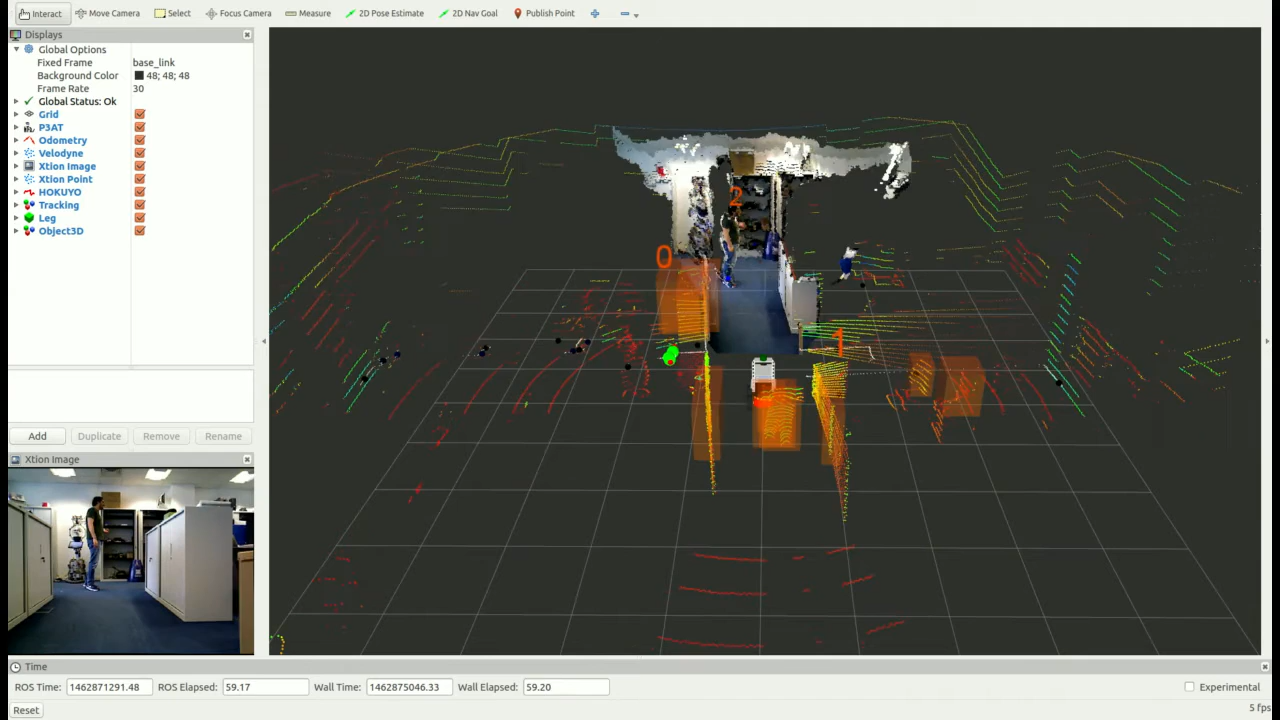 Interact Move Camera Select Focus Camera Measure 2D Pose Estimate 2D Nav Goal Publish Point
Displays
Global Options
Fixed Frame base_link
Background Color 48; 48; 48
Frame Rate 30
Global Status: Ok
Grid
P3AT
Odometry
Velodyne
Xtion Image
Xtion Point
HOKUYO
Tracking
Leg
Object3D
Add Duplicate Remove Rename
Xtion Image
2
0
1
Time
ROS Time: 1462871291.48 ROS Elapsed: 59.17 Wall Time: 1462875046.33 Wall Elapsed: 59.20 Experimental
Reset 5 fps